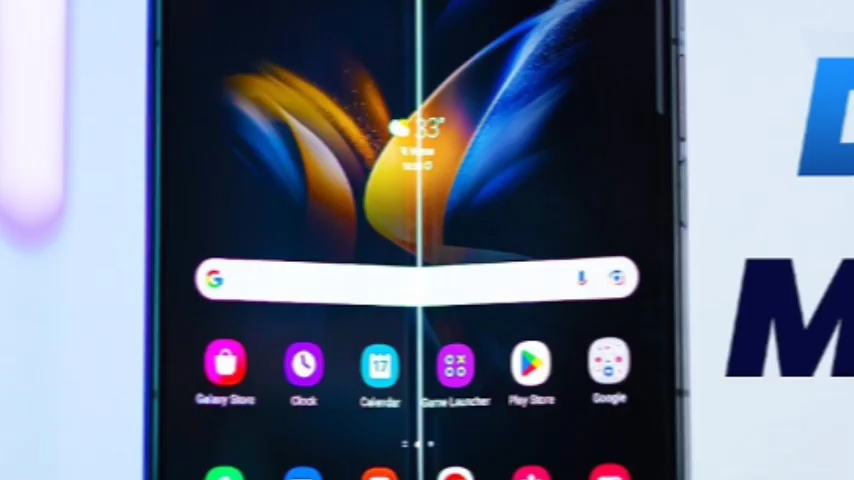 D
33°
G
M
17
Galaxy Store
Clock
Calendar
Game Launcher
Play Store
Google